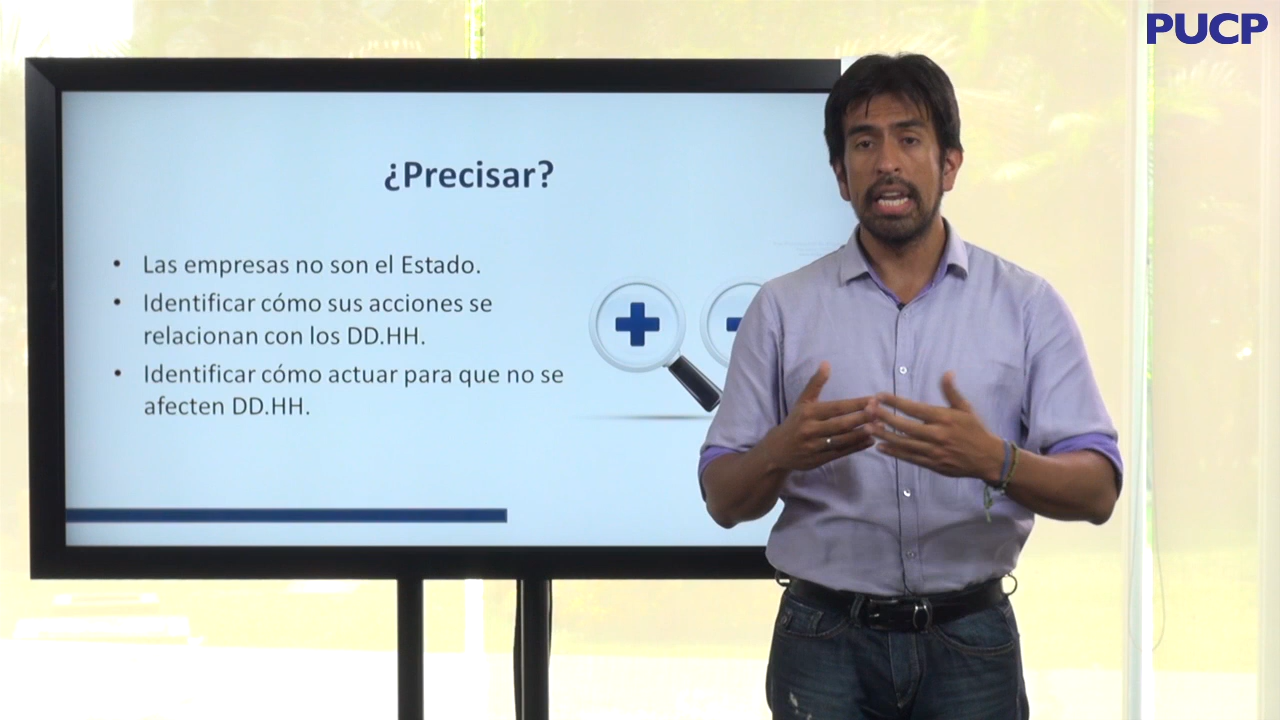 PUCP
¿Precisar?
• Las empresas no son el Estado.
• Identificar cómo sus acciones se
relacionan con los DD.HH.
• Identificar cómo actuar para que no se
afecten DD.HH.